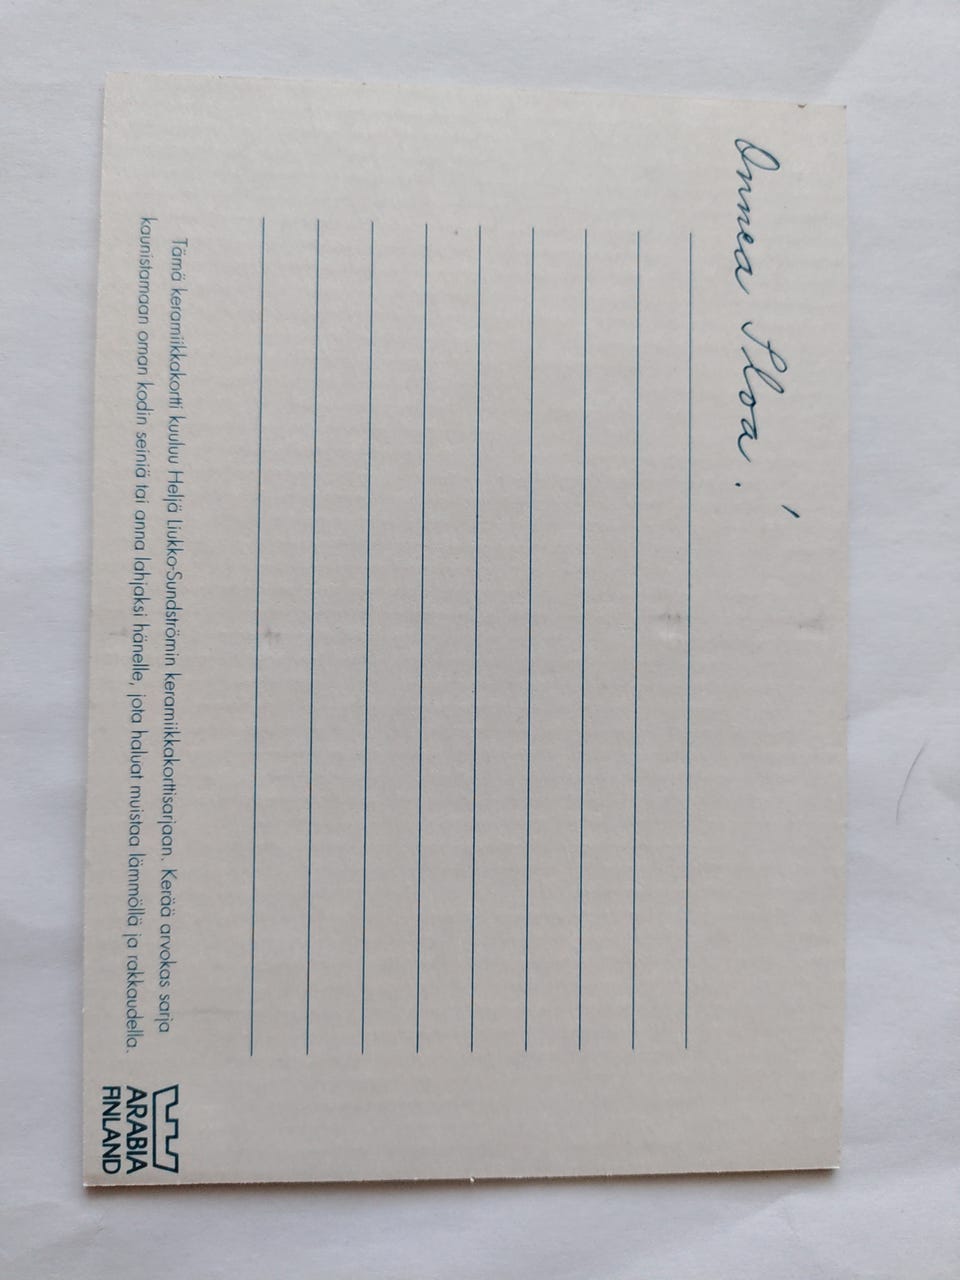 Onnea Iloa!
Tämä keramiikkakortti kuuluu Heljä Liukko-Sundströmin keramiikkakorttisarjaan. Kerää arvokas sarja
kaunistamaan oman kodin seiniä tai anna lahjaksi hänelle, jota haluat muistaa lämmöllä ja rakkaudella.
ARABIA
FINLAND